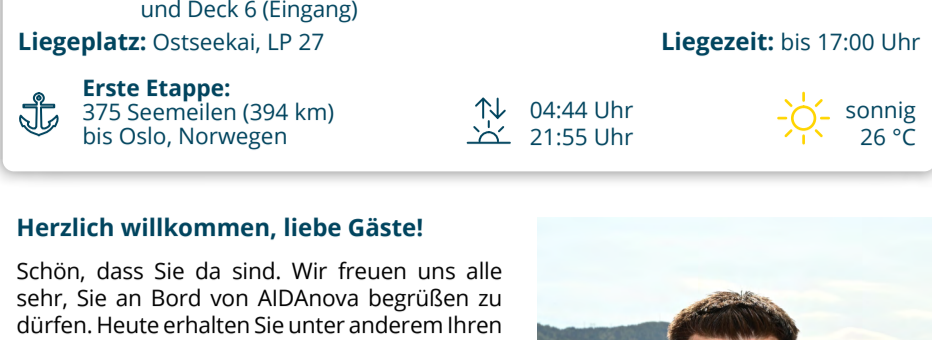 und Deck 6 (Eingang)
Liegeplatz: Ostseekai, LP 27
Liegezeit: bis 17:00 Uhr
Erste Etappe:
375 Seemeilen (394 km)
bis Oslo, Norwegen
04:44 Uhr
21:55 Uhr
sonnig
26 °C
Herzlich willkommen, liebe Gäste!
Schön, dass Sie da sind. Wir freuen uns alle
sehr, Sie an Bord von AIDAnova begrüßen zu
dürfen. Heute erhalten Sie unter anderem Ihren